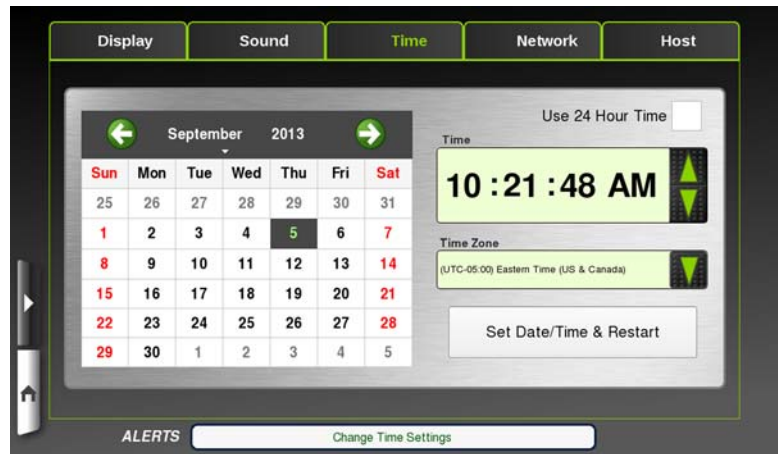 Display Sound Time Network Host
Use 24 Hour Time
September 2013
Time
Sun Mon Tue Wed Thu Fri Sat
10 : 21 : 48 AM
25 26 27 28 29 30 31
1 2 3 4 5 6 7
Time Zone
8 9 10 11 12 13 14
(UTC-05:00) Eastern Time (US & Canada)
15 16 17 18 19 20 21
22 23 24 25 26 27 28
Set Date/Time & Restart
29 30 1 2 3 4 5
ALERTS Change Time Settings